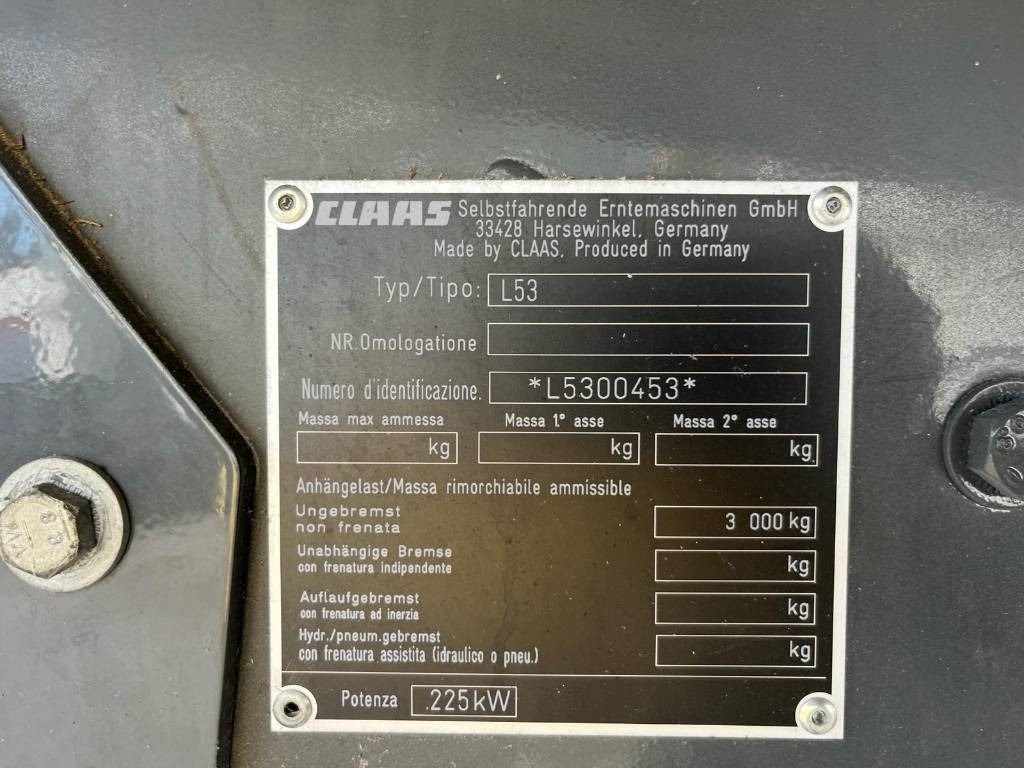 CLAAS Selbstfahrende Erntemaschinen GmbH
33428 Harsewinkel, Germany
Made by CLAAS, Produced in Germany
Typ/Tipo: L53
NR.Omologatione
Numero d'identificazione. *L5300453*
Massa max ammessa Massa 1.° asse Massa 2° asse
kg kg kg
Anhängelast/Massa rimorchiabile ammissible
Ungebremst
non frenata 3 000 kg
Unabhängige Bremse
con frenatura indipendente kg
Auflaufgebremst
con frenatura ad inerzia kg
Hydr./pneum.gebremst
con frenatura assistita (idraulico o pneu.) kg
Potenza .225kW